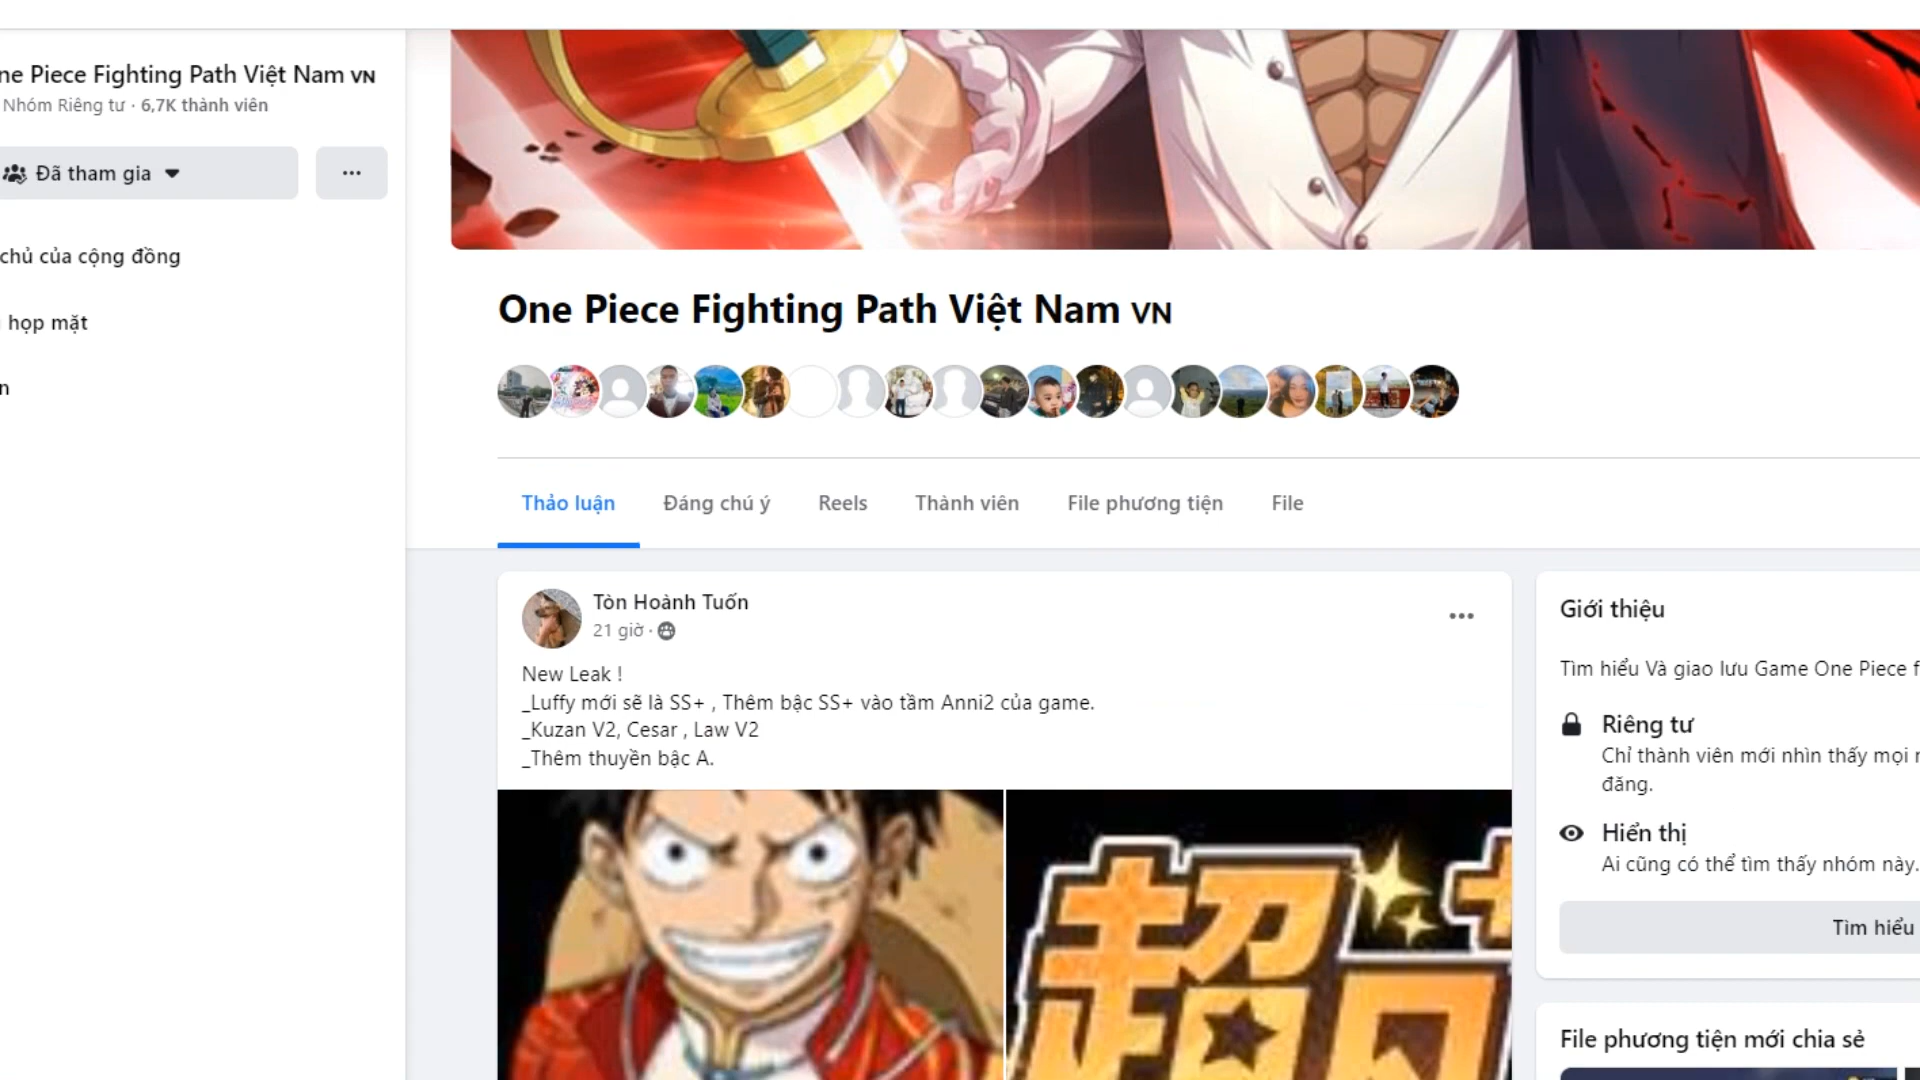 ne Piece Fighting Path Việt Nam VN
Nhóm Riêng tư · 6,7K thành viên
Đã tham gia
chủ của cộng đồng
họp mặt
n
One Piece Fighting Path Việt Nam VN
Thảo luận
Đáng chú ý
Reels
Thành viên
File phương tiện
File
Tòn Hoành Tuốn
21 giờ ·
New Leak !
_Luffy mới sẽ là SS+ , Thêm bậc SS+ vào tầm Anni2 của game.
_Kuzan V2, Cesar , Law V2
_Thêm thuyền bậc A.
超
Giới thiệu
Tìm hiểu Và giao lưu Game One Piece f
Riêng tư
Chỉ thành viên mới nhìn thấy mọi
đăng.
Hiển thị
Ai cũng có thể tìm thấy nhóm này.
Tìm hiểu
File phương tiện mới chia sẻ